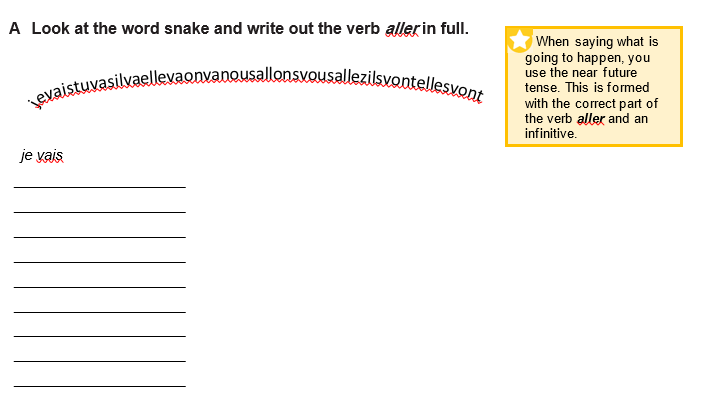 A Look at the word snake and write out the verb aller in full.
jevaistuvasilvaellevaonvanousallonsvousallezilsvontellesvont
When saying what is
going to happen, you
use the near future
tense. This is formed
with the correct part of
the verb aller and an
infinitive.
je vais